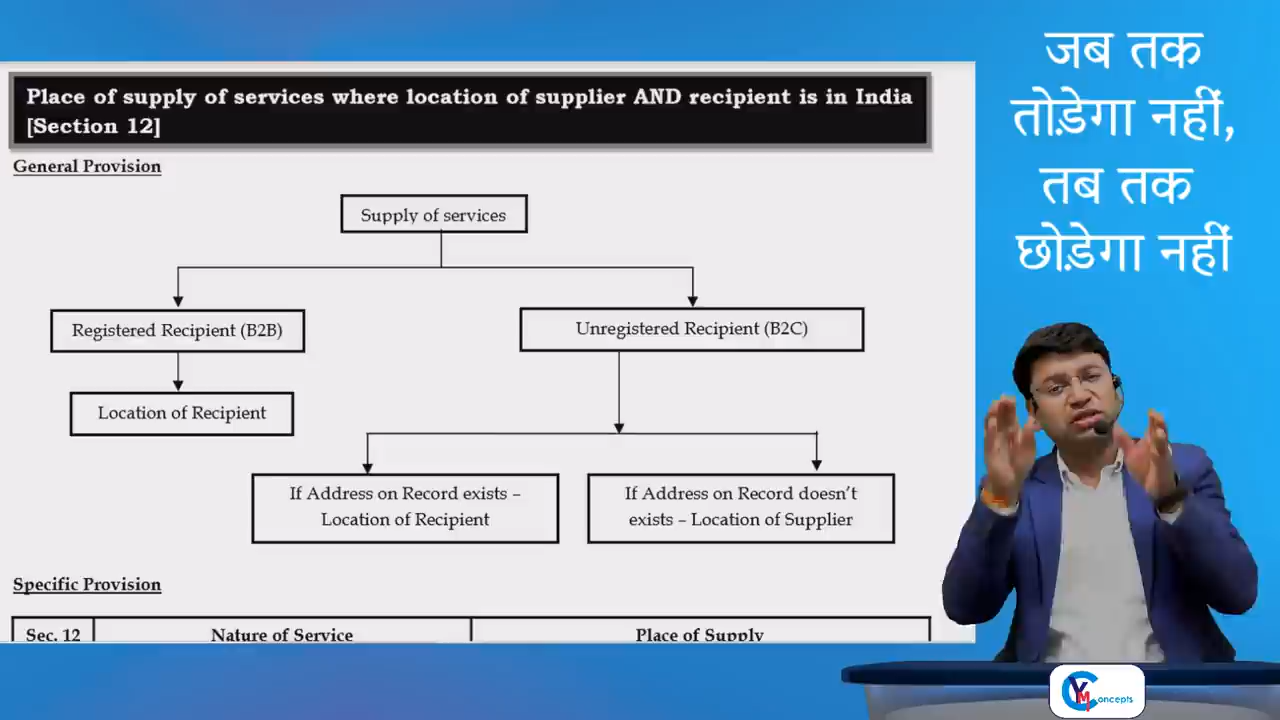 Place of supply of services where location of supplier AND recipient is in India
[Section 12]
General Provision
Supply of services
Registered Recipient (B2B)
Unregistered Recipient (B2C)
Location of Recipient
If Address on Record exists –
Location of Recipient
If Address on Record doesn’t
exists – Location of Supplier
Specific Provision
Sec. 12
Nature of Service
Place of Supply
जब तक
तोड़ेगा नहीं,
तब तक
छोड़ेगा नहीं
YM Concepts